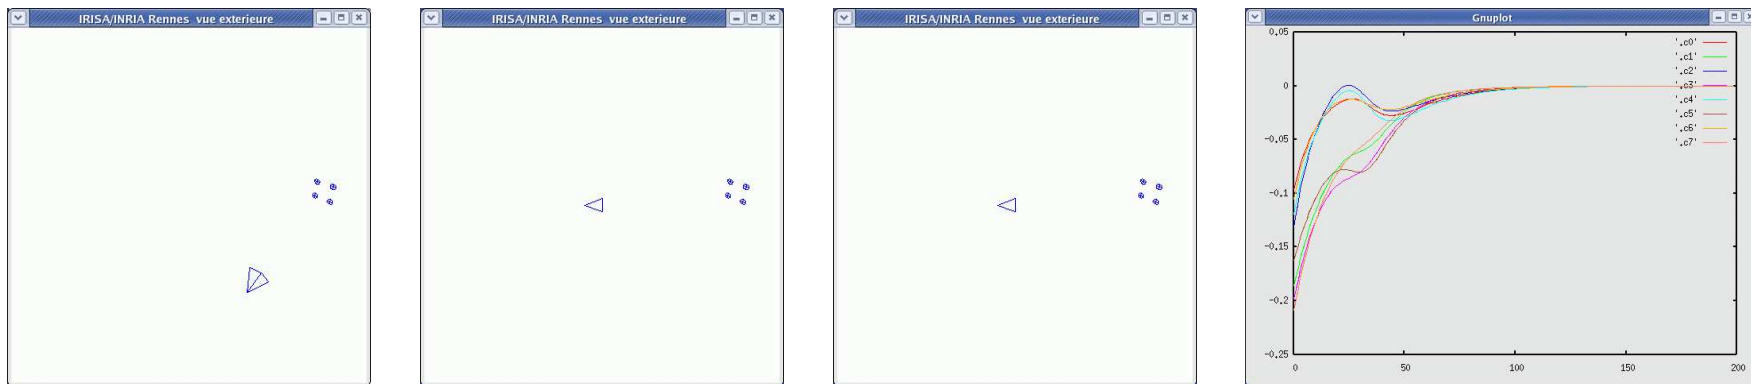 IRISA/INRIA Rennes vue exterieure
IRISA/INRIA Rennes vue exterieure
IRISA/INRIA Rennes vue exterieure
Gnuplot
0.05
0
-0.05
-0.1
-0.15
-0.2
-0.25
0 50 100 150 200
'.c0'
'.c1'
'.c2'
'.c3'
'.c4'
'.c5'
'.c6'
'.c7'